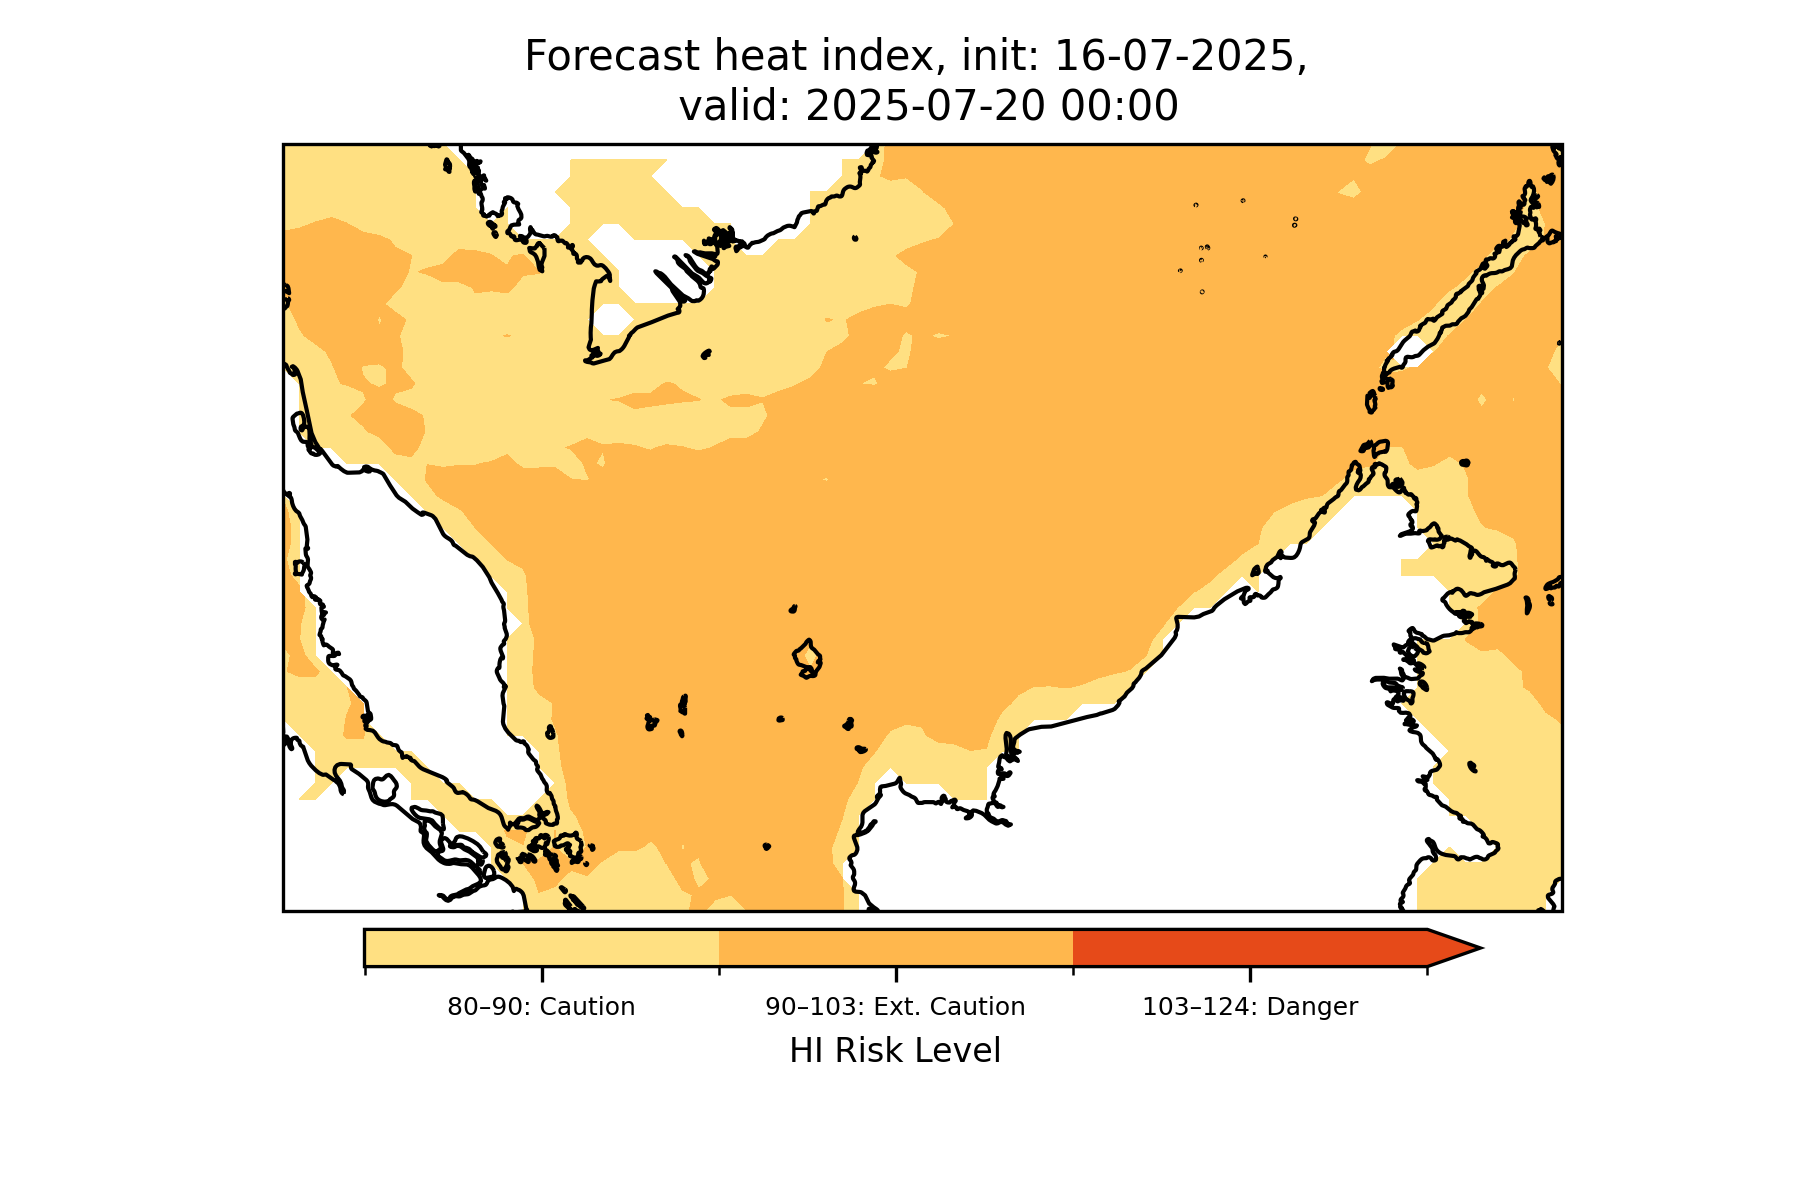 Forecast heat index, init: 16-07-2025,
valid: 2025-07-20 00:00
80–90: Caution
90–103: Ext. Caution
103–124: Danger
HI Risk Level